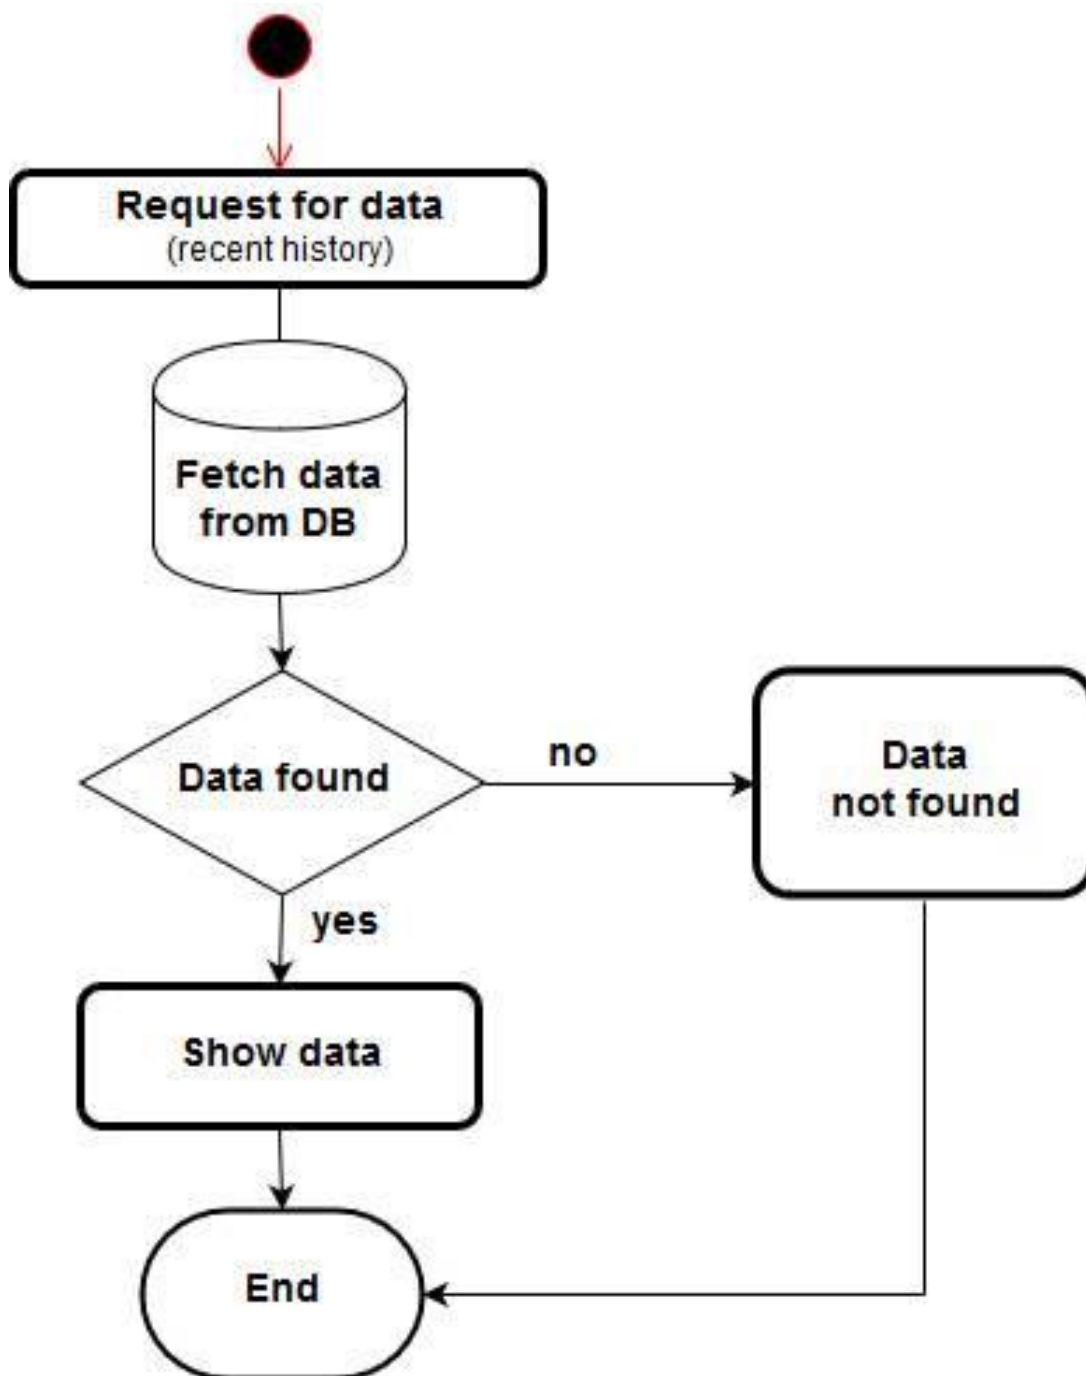 Request for data
(recent history)
Fetch data
from DB
Data found
no
Data
not found
yes
Show data
End